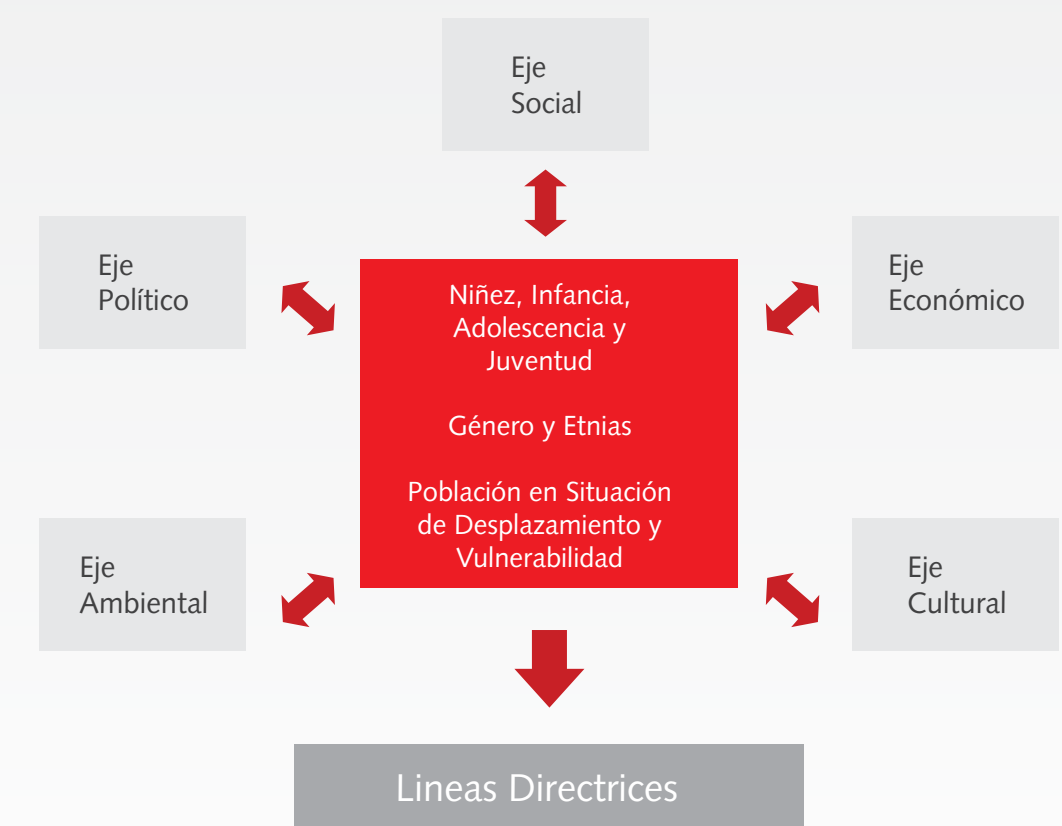 Eje
Social
Eje
Político
Eje
Económico
Niñez, Infancia,
Adolescencia y
Juventud
Género y Etnias
Población en Situación
de Desplazamiento y
Vulnerabilidad
Eje
Ambiental
Eje
Cultural
Lineas Directrices